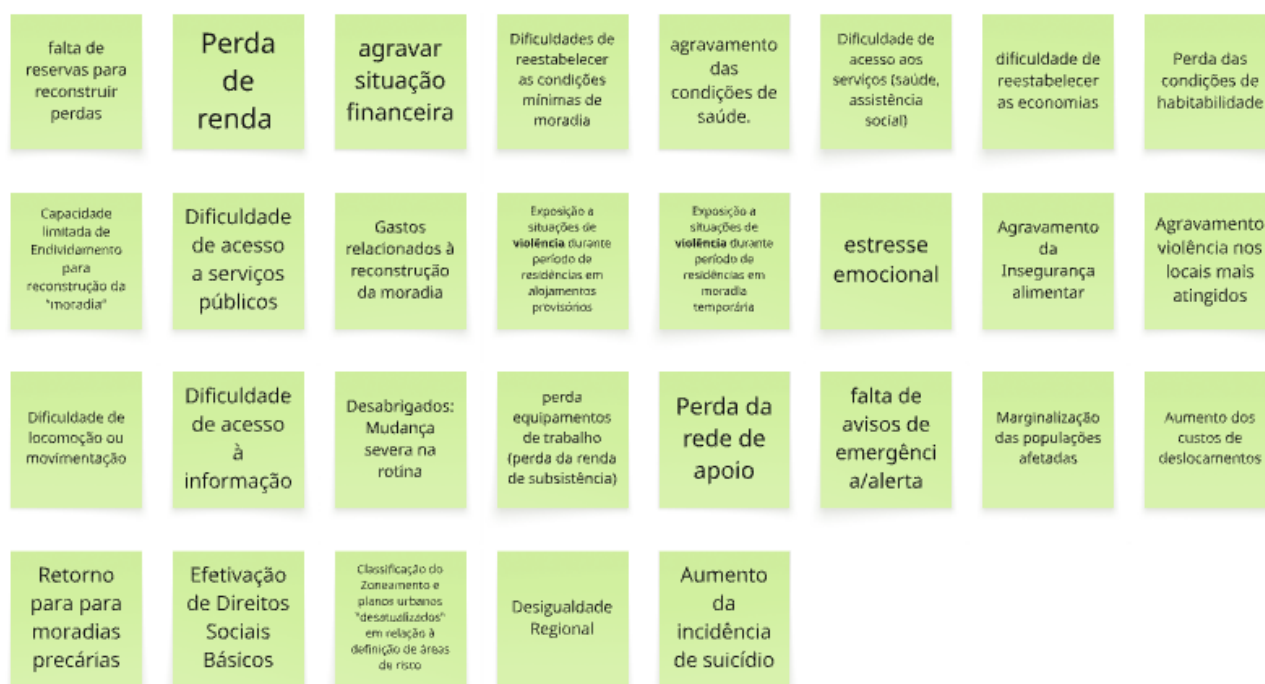 falta de
reservas para
reconstruir
perdas
Perda
de
renda
agravar
situação
financeira
Dificuldades de
reestabelecer
as condições
mínimas de
moradia
agravamento
das
condições de
saúde.
Dificuldade de
acesso aos
serviços (saúde,
assistência
social)
dificuldade de
reestabelecer
as economias
Perda das
condições de
habitabilidade
Capacidade
limitada de
Endividamento
para
reconstrução da
"moradia"
Dificuldade
de acesso
a serviços
públicos
Gastos
relacionados à
reconstrução
da moradia
Exposição a
situações de
violência durante
período de
residências em
alojamentos
provisórios
Exposição a
situações de
violência durante
período de
residências em
moradia
temporária
estresse
emocional
Agravamento
da
Insegurança
alimentar
Agravamento
violência nos
locais mais
atingidos
Dificuldade de
locomoção ou
movimentação
Dificuldade
de acesso
à
informação
Desabrigados:
Mudança
severa na
rotina
perda
equipamentos
de trabalho
(perda da renda
de subsistência)
Perda da
rede de
apoio
falta de
avisos de
emergênci
a/alerta
Marginalização
das populações
afetadas
Aumento dos
custos de
deslocamentos
Retorno
para para
moradias
precárias
Efetivação
de Direitos
Sociais
Básicos
Classificação do
Zoneamento e
planos urbanos
"desatualizados"
em relação à
definição de áreas
de risco
Desigualdade
Regional
Aumento
da
incidência
de suicídio